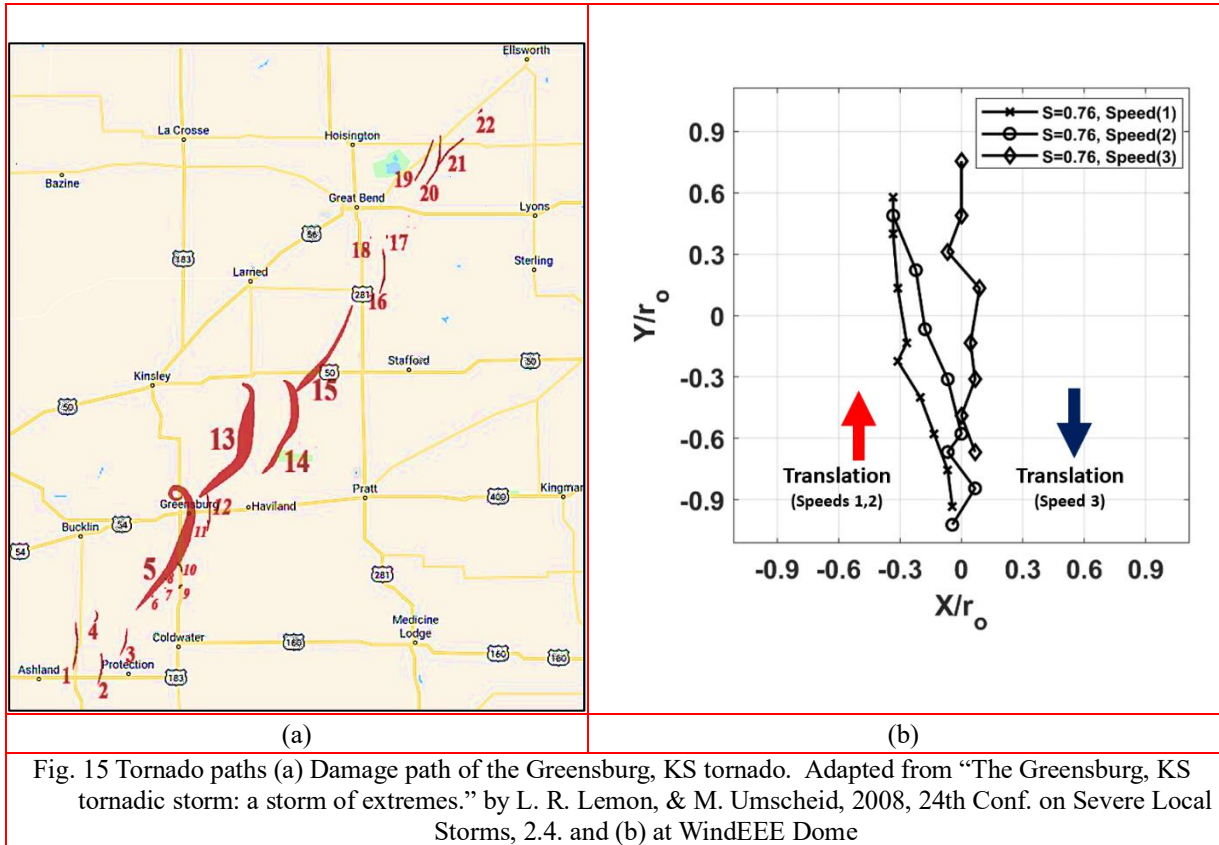 Ellsworth
22
La Crosse
Hoisington
21
19
20
Bazine
Great Bend
Lyons
56
18
17
183
Sterling
Larned
281
16
Stafford
50
50
Kinsley
15
50
13
14
Pratt
Kingman
400
Greensburg
12
Haviland
Bucklin
54
11
54
5
10
8
7
9
6
281
4
Medicine
Lodge
Coldwater
160
3
160
160
Ashland
1
Protection
2
183
S=0.76, Speed(1)
S=0.76, Speed(2)
S=0.76, Speed(3)
0.9
0.6
0.3
0
-0.3
-0.6
-0.9
Y/ro
Translation
(Speeds 1,2)
Translation
(Speed 3)
-0.9 -0.6 -0.3 0 0.3 0.6 0.9
X/ro
(a)
(b)
Fig. 15 Tornado paths (a) Damage path of the Greensburg, KS tornado. Adapted from “The Greensburg, KS
tornadic storm: a storm of extremes.” by L. R. Lemon, & M. Umscheid, 2008, 24th Conf. on Severe Local
Storms, 2.4. and (b) at WindEEE Dome